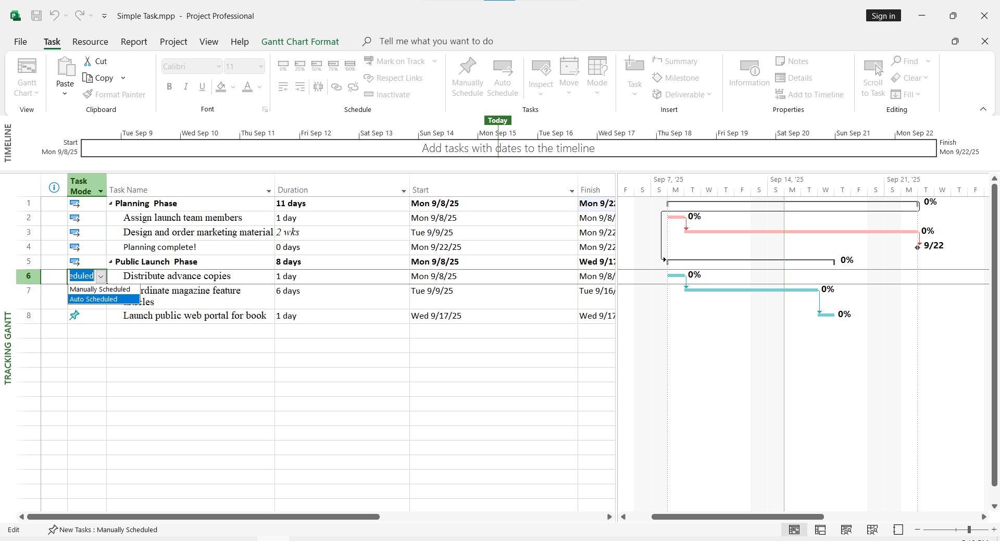 Simple Task.mpp - Project Professional
Sign in
File Task Resource Report Project View Help Gantt Chart Format Tell me what you want to do
Gantt Chart
View
Paste
Cut
Copy
Format Painter
Clipboard
Calibri 11
B I U A
Font
0% 25% 50% 75% 100%
Mark on Track
Respect Links
Inactivate
Schedule
Manually Schedule
Auto Schedule
Inspect
Move
Mode
Tasks
Task
Summary
Milestone
Deliverable
Insert
Information
Notes
Details
Add to Timeline
Properties
Scroll to Task
Find
Clear
Fill
Editing
TIMELINE
Today
Tue Sep 9 Wed Sep 10 Thu Sep 11 Fri Sep 12 Sat Sep 13 Sun Sep 14 Mon Sep 15 Tue Sep 16 Wed Sep 17 Thu Sep 18 Fri Sep 19 Sat Sep 20 Sun Sep 21 Mon Sep 22
Start
Mon 9/8/25
Add tasks with dates to the timeline
Finish
Mon 9/22/25
Task Mode Task Name Duration Start Finish
1 Planning Phase 11 days Mon 9/8/25 Mon 9/22
2 Assign launch team members 1 day Mon 9/8/25 Mon 9/8/
3 Design and order marketing material 2 wks Tue 9/9/25 Mon 9/22
4 Planning complete! 0 days Mon 9/22/25 Mon 9/22
5 Public Launch Phase 8 days Mon 9/8/25 Wed 9/17
6 eduled Distribute advance copies 1 day Mon 9/8/25 Mon 9/8/
Manually Scheduled
Auto Scheduled
7 rdinate magazine feature 6 days Tue 9/9/25 Tue 9/16/
les
8 Launch public web portal for book 1 day Wed 9/17/25 Wed 9/17
Sep 7, '25 Sep 14, '25 Sep 21, '25
F S S M T W T F S S M T W T F S S M T W T F
0%
0%
0%
9/22
0%
0%
0%
0%
TRACKING GANTT
Edit New Tasks : Manually Scheduled